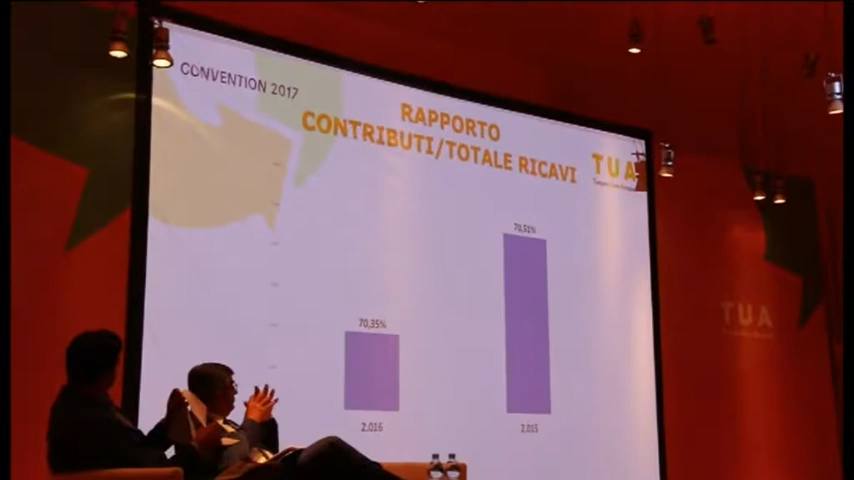 CONVENTION 2017
RAPPORTO
CONTRIBUTI/TOTALE RICAVI
TUA
70,51%
70,35%
2.016
2.015
TUA